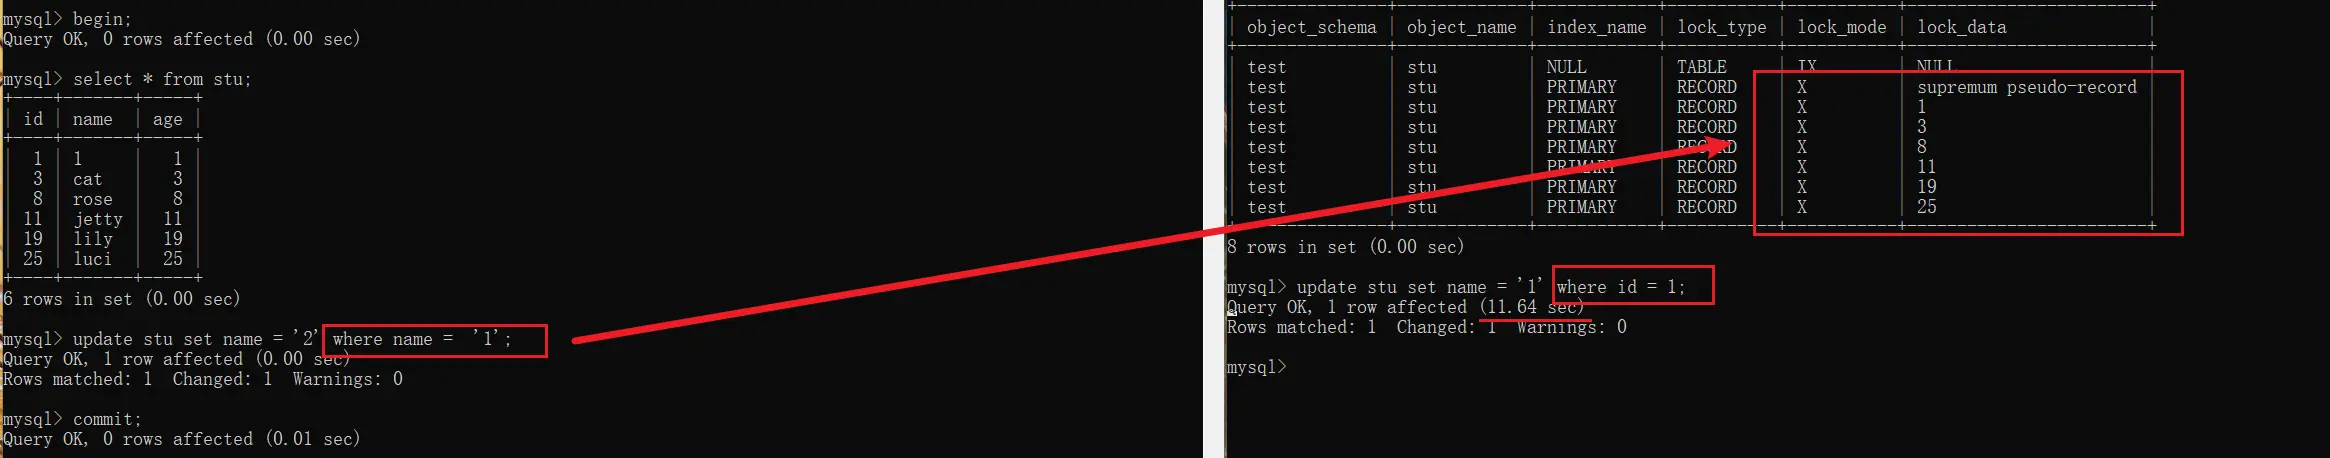 mysql> begin;
Query OK, 0 rows affected (0.00 sec)
mysql> select * from stu;
+----+-------+-----+
| id | name | age |
+----+-------+-----+
| 1 | 1 | 1 |
| 3 | cat | 3 |
| 8 | rose | 8 |
| 11 | jetty | 11 |
| 19 | lily | 19 |
| 25 | luci | 25 |
+----+-------+-----+
6 rows in set (0.00 sec)
mysql> update stu set name = '2' where name = '1';
Query OK, 1 row affected (0.00 sec)
Rows matched: 1 Changed: 1 Warnings: 0
mysql> commit;
Query OK, 0 rows affected (0.01 sec)
+---------------+-------------+------------+-----------+-----------+------------------------+
| object_schema | object_name | index_name | lock_type | lock_mode | lock_data |
+---------------+-------------+------------+-----------+-----------+------------------------+
| test | stu | NULL | TABLE | IX | NULL |
| test | stu | PRIMARY | RECORD | X | supremum pseudo-record |
| test | stu | PRIMARY | RECORD | X | 1 |
| test | stu | PRIMARY | RECORD | X | 3 |
| test | stu | PRIMARY | RECORD | X | 8 |
| test | stu | PRIMARY | RECORD | X | 11 |
| test | stu | PRIMARY | RECORD | X | 19 |
| test | stu | PRIMARY | RECORD | X | 25 |
+---------------+-------------+------------+-----------+-----------+------------------------+
8 rows in set (0.00 sec)
mysql> update stu set name = '1' where id = 1;
Query OK, 1 row affected (11.64 sec)
Rows matched: 1 Changed: 1 Warnings: 0
mysql>